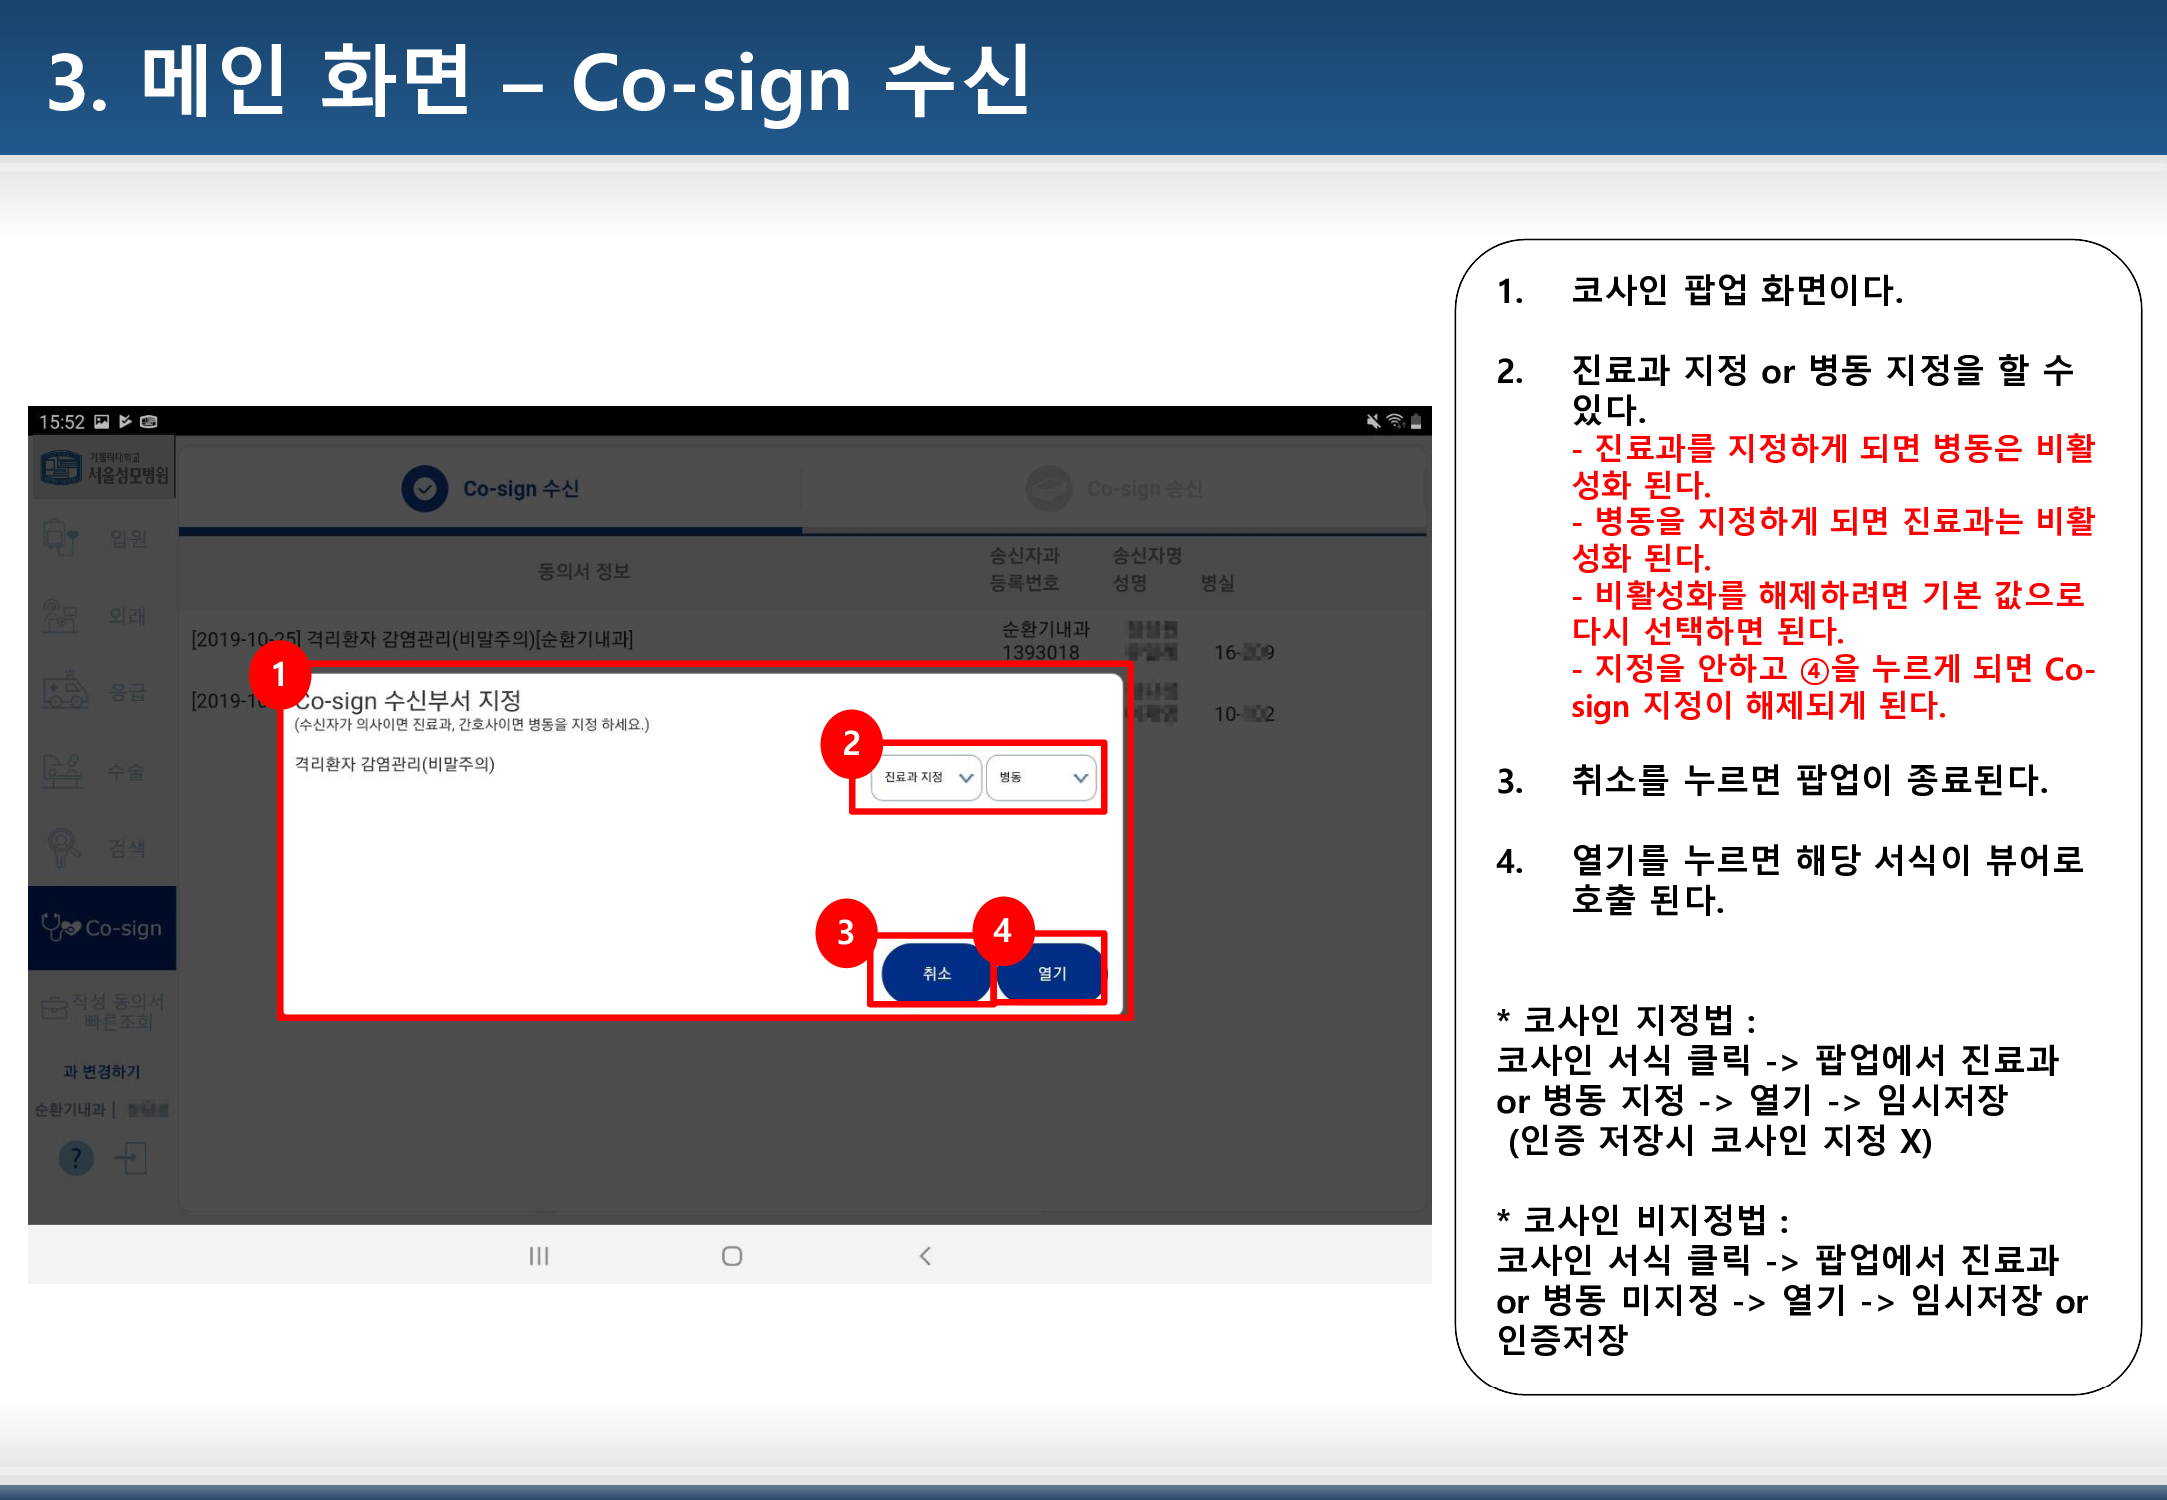 3. 메인 화면 – Co-sign 수신
15:52
가톨릭대학교
서울성모병원
입원
외래
응급
수술
검색
Co-sign
작성 동의서
빠른조회
과 변경하기
순환기내과 |
?
Co-sign 수신
Co-sign 송신
동의서 정보
송신자과
송신자명
등록번호
성명
병실
[2019-10-25] 격리환자 감염관리(비말주의)[순환기내과]
순환기내과
1393018
16-
[2019-1
10-
1
Co-sign 수신부서 지정
(수신자가 의사이면 진료과, 간호사이면 병동을 지정 하세요.)
격리환자 감염관리(비말주의)
2
진료과 지정
병동
3
취소
4
열기
1. 코사인 팝업 화면이다.
2. 진료과 지정 or 병동 지정을 할 수
있다.
- 진료과를 지정하게 되면 병동은 비활
성화 된다.
- 병동을 지정하게 되면 진료과는 비활
성화 된다.
- 비활성화를 해제하려면 기본 값으로
다시 선택하면 된다.
- 지정을 안하고 ④을 누르게 되면 Co-
sign 지정이 해제되게 된다.
3. 취소를 누르면 팝업이 종료된다.
4. 열기를 누르면 해당 서식이 뷰어로
호출 된다.
* 코사인 지정법 :
코사인 서식 클릭 -> 팝업에서 진료과
or 병동 지정 -> 열기 -> 임시저장
(인증 저장시 코사인 지정 X)
* 코사인 비지정법 :
코사인 서식 클릭 -> 팝업에서 진료과
or 병동 미지정 -> 열기 -> 임시저장 or
인증저장